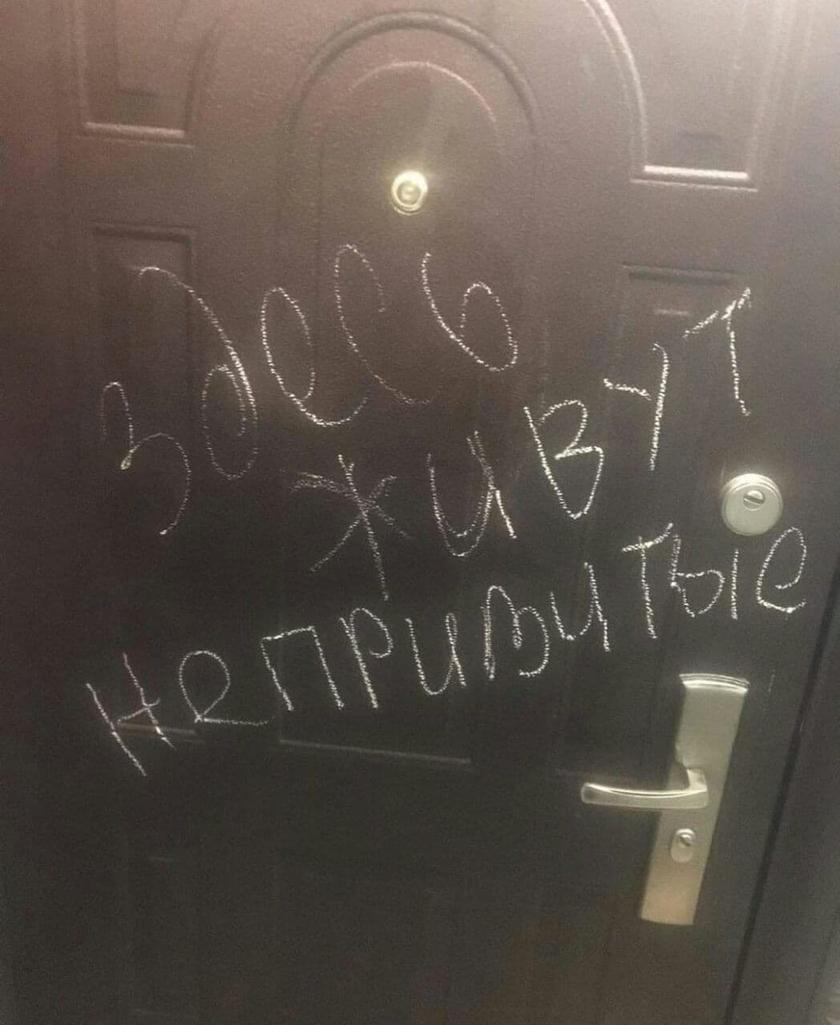 здесь
живут
непривитые